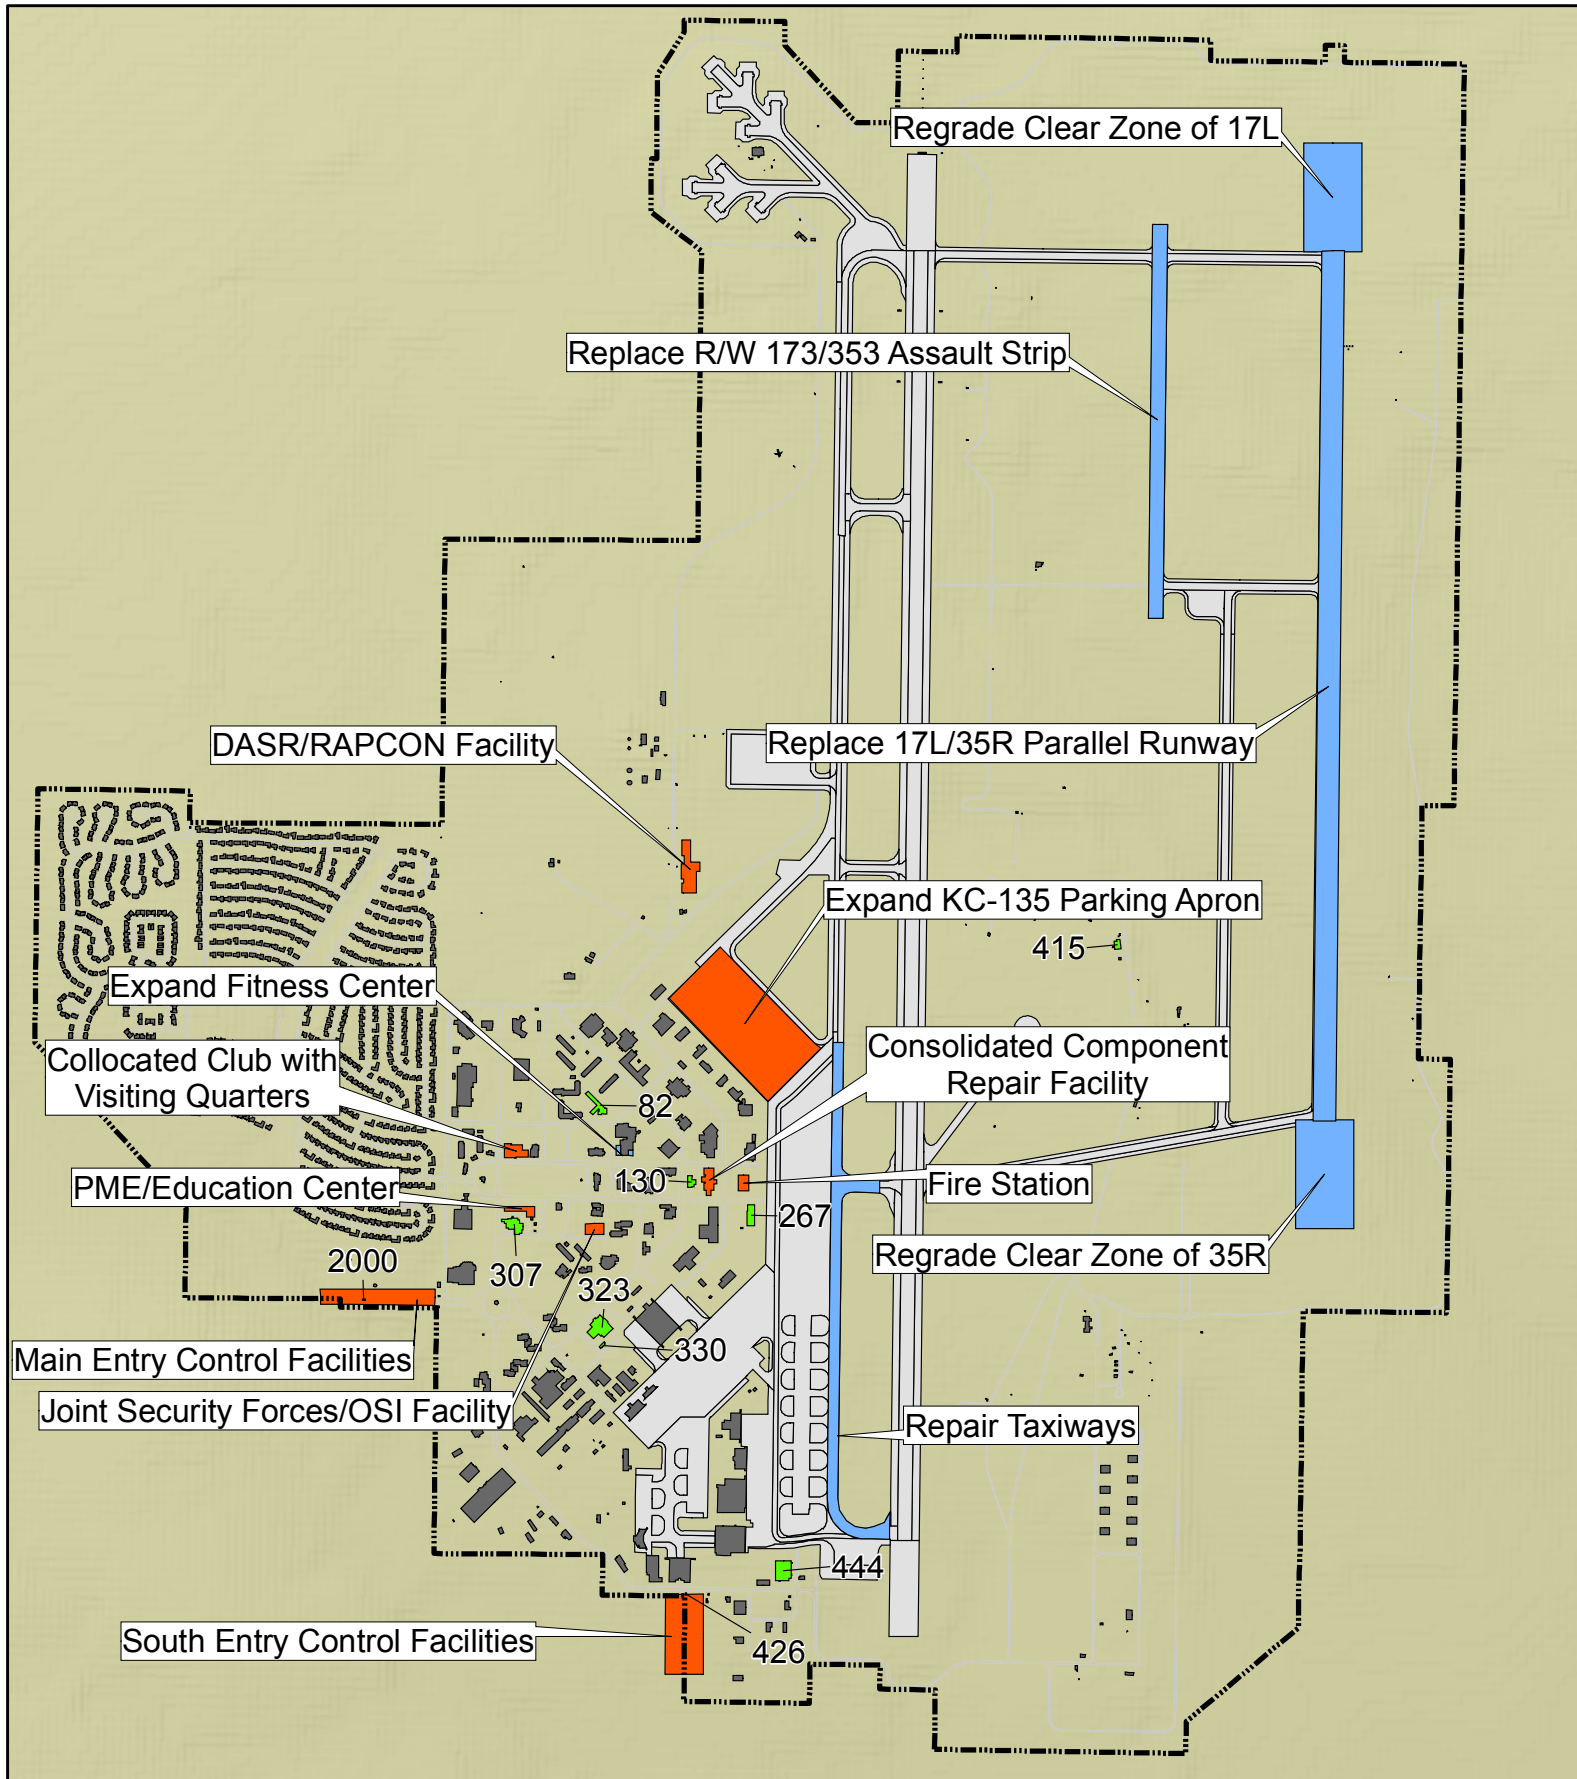 Regrade Clear Zone of 17L
Replace R/W 173/353 Assault Strip
DASR/RAPCON Facility
Replace 17L/35R Parallel Runway
Expand KC-135 Parking Apron
415
Expand Fitness Center
Collocated Club with
Visiting Quarters
Consolidated Component
Repair Facility
82
130
PME/Education Center
Fire Station
267
Regrade Clear Zone of 35R
2000
307
323
330
Main Entry Control Facilities
Joint Security Forces/OSI Facility
Repair Taxiways
444
South Entry Control Facilities
426